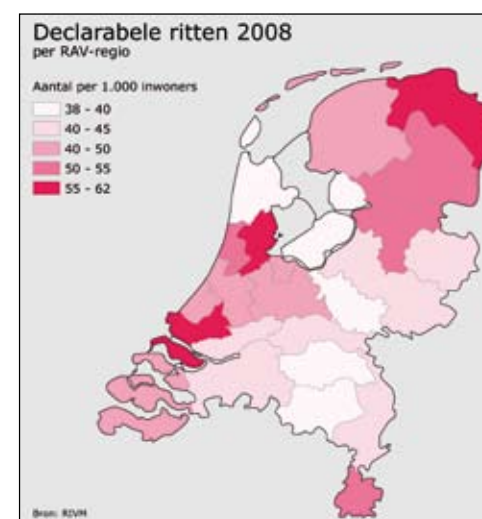 Declarabele ritten 2008
per RAV-regio
Aantal per 1.000 inwoners
38 - 40
40 - 45
40 - 50
50 - 55
55 - 62
Bron: RIVM